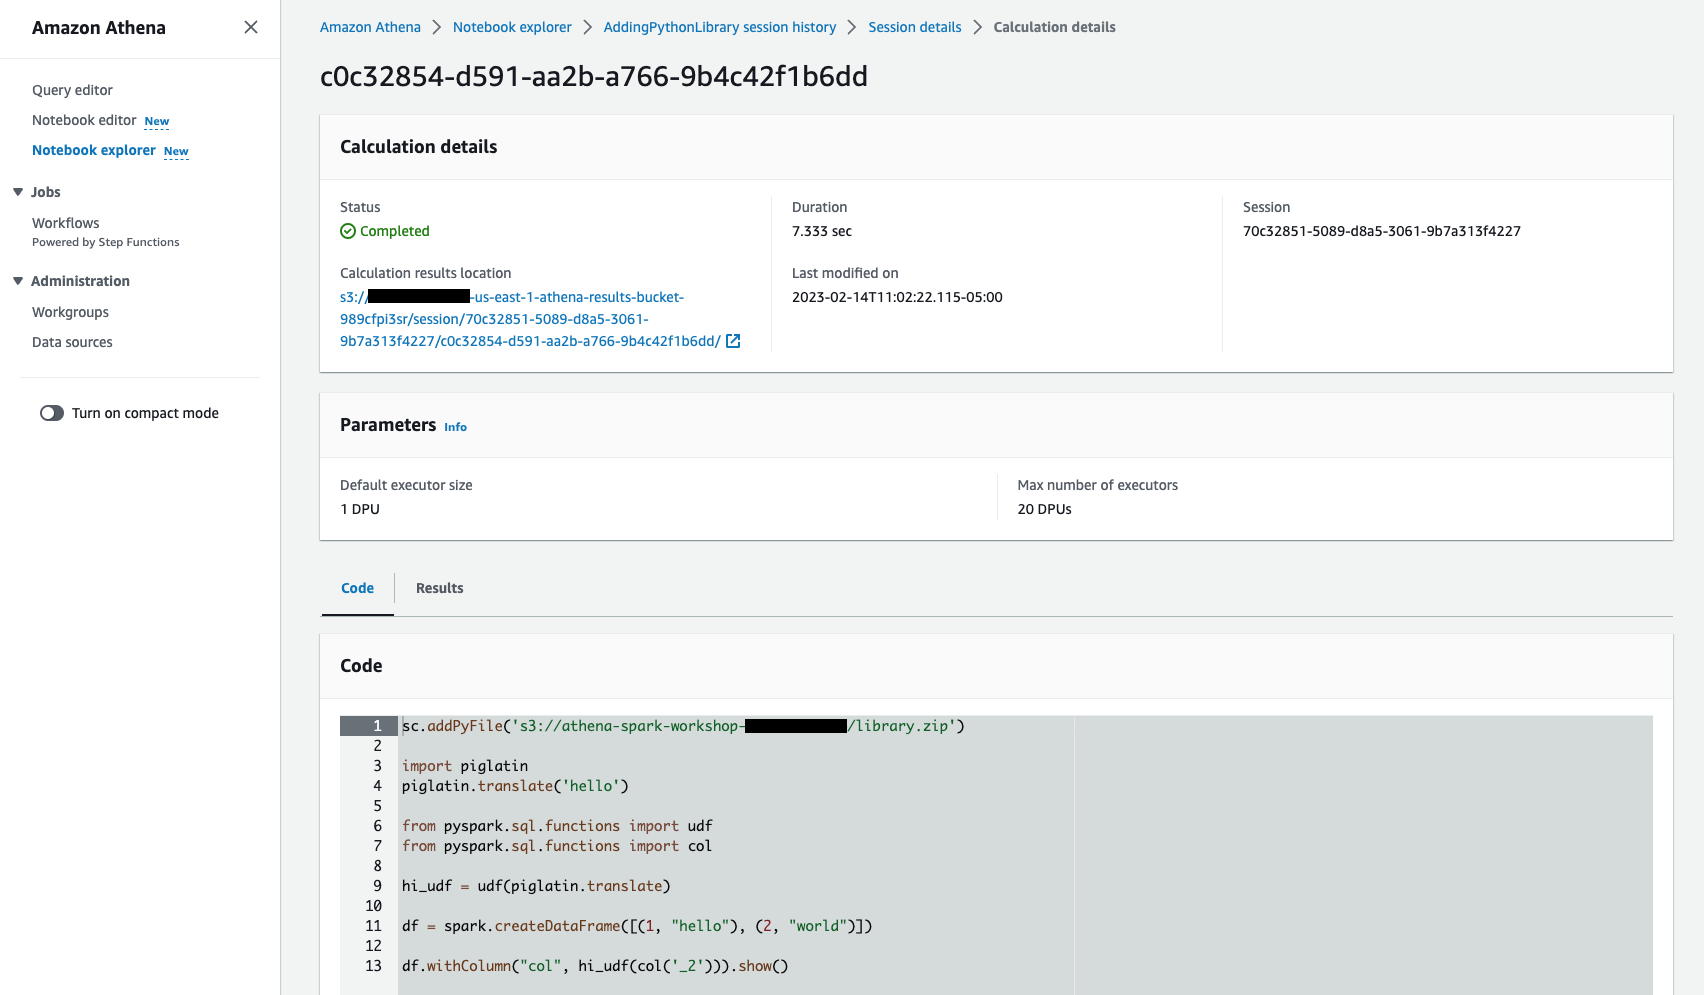 Amazon Athena
Query editor
Notebook editor New
Notebook explorer New
Jobs
Workflows
Powered by Step Functions
Administration
Workgroups
Data sources
Turn on compact mode
Amazon Athena > Notebook explorer > AddingPythonLibrary session history > Session details > Calculation details
c0c32854-d591-aa2b-a766-9b4c42f1b6dd
Calculation details
Status
Completed
Calculation results location
s3://-us-east-1-athena-results-bucket-
989cfpi3sr/session/70c32851-5089-d8a5-3061-
9b7a313f4227/c0c32854-d591-aa2b-a766-9b4c42f1b6dd/
Duration
7.333 sec
Last modified on
2023-02-14T11:02:22.115-05:00
Session
70c32851-5089-d8a5-3061-9b7a313f4227
Parameters Info
Default executor size
1 DPU
Max number of executors
20 DPUs
Code Results
Code
1 sc.addPyFile('s3://athena-spark-workshop-/library.zip')
2
3 import piglatin
4 piglatin.translate('hello')
5
6 from pyspark.sql.functions import udf
7 from pyspark.sql.functions import col
8
9 hi_udf = udf(piglatin.translate)
10
11 df = spark.createDataFrame([(1, "hello"), (2, "world")])
12
13 df.withColumn("col", hi_udf(col('_2'))).show()